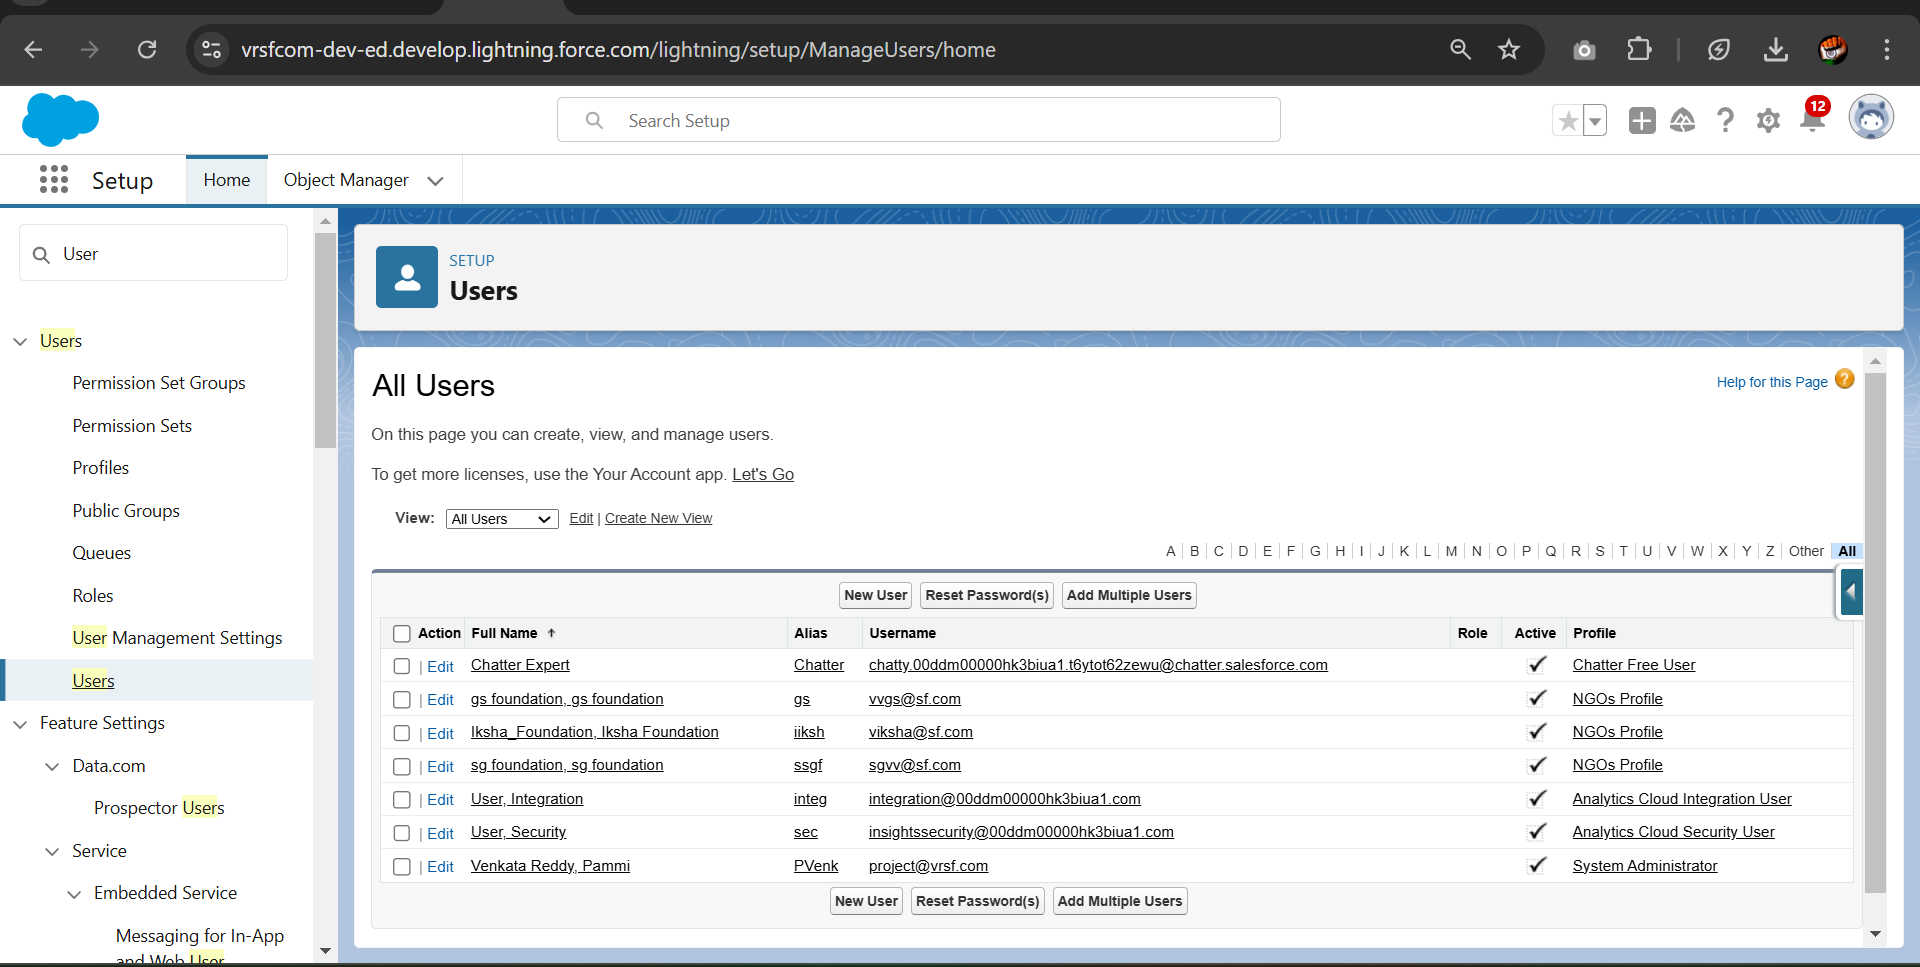 vrsfcom-dev-ed.develop.lightning.force.com/lightning/setup/ManageUsers/home
Search Setup
12
Setup
Home
Object Manager
User
Users
Permission Set Groups
Permission Sets
Profiles
Public Groups
Queues
Roles
User Management Settings
Users
Feature Settings
Data.com
Prospector Users
Service
Embedded Service
Messaging for In-App
and Web User
SETUP
Users
All Users
Help for this Page ?
On this page you can create, view, and manage users.
To get more licenses, use the Your Account app. Let's Go
View: All Users Edit | Create New View
A | B | C | D | E | F | G | H | I | J | K | L | M | N | O | P | Q | R | S | T | U | V | W | X | Y | Z | Other | All
New User Reset Password(s) Add Multiple Users
Action Full Name ↑ Alias Username Role Active Profile
| Edit Chatter Expert Chatter chatty.00ddm00000hk3biua1.t6ytot62zewu@chatter.salesforce.com Chatter Free User
| Edit gs foundation, gs foundation gs vvgs@sf.com NGOs Profile
| Edit Iksha_Foundation, Iksha Foundation iiksh viksha@sf.com NGOs Profile
| Edit sg foundation, sg foundation ssgf sgvv@sf.com NGOs Profile
| Edit User, Integration integ integration@00ddm00000hk3biua1.com Analytics Cloud Integration User
| Edit User, Security sec insightssecurity@00ddm00000hk3biua1.com Analytics Cloud Security User
| Edit Venkata Reddy, Pammi PVenk project@vrsf.com System Administrator
New User Reset Password(s) Add Multiple Users